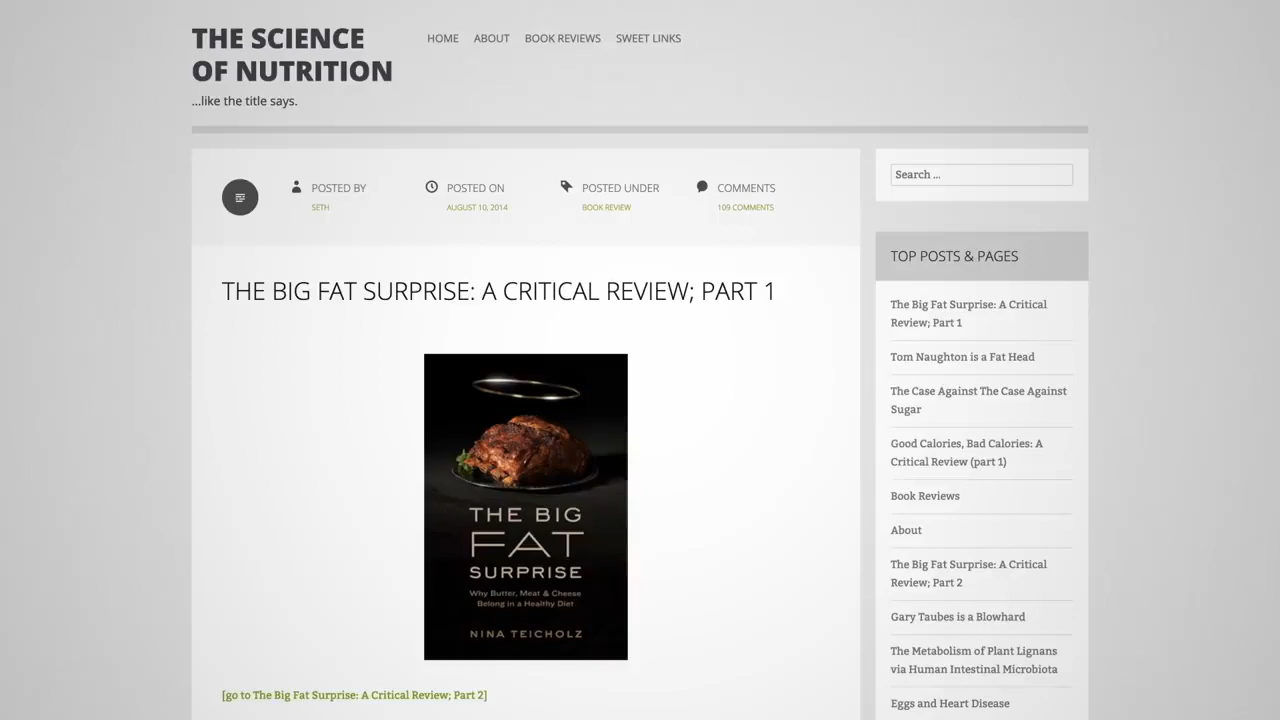 THE SCIENCE
OF NUTRITION
...like the title says.
HOME ABOUT BOOK REVIEWS SWEET LINKS
POSTED BY
SETH
POSTED ON
AUGUST 10, 2014
POSTED UNDER
BOOK REVIEW
COMMENTS
109 COMMENTS
THE BIG FAT SURPRISE: A CRITICAL REVIEW; PART 1
THE BIG
FAT
SURPRISE
Why Butter, Meat & Cheese
Belong in a Healthy Diet
NINA TEICHOLZ
[go to The Big Fat Surprise: A Critical Review; Part 2]
Search ...
TOP POSTS & PAGES
The Big Fat Surprise: A Critical
Review; Part 1
Tom Naughton is a Fat Head
The Case Against The Case Against
Sugar
Good Calories, Bad Calories: A
Critical Review (part 1)
Book Reviews
About
The Big Fat Surprise: A Critical
Review; Part 2
Gary Taubes is a Blowhard
The Metabolism of Plant Lignans
via Human Intestinal Microbiota
Eggs and Heart Disease